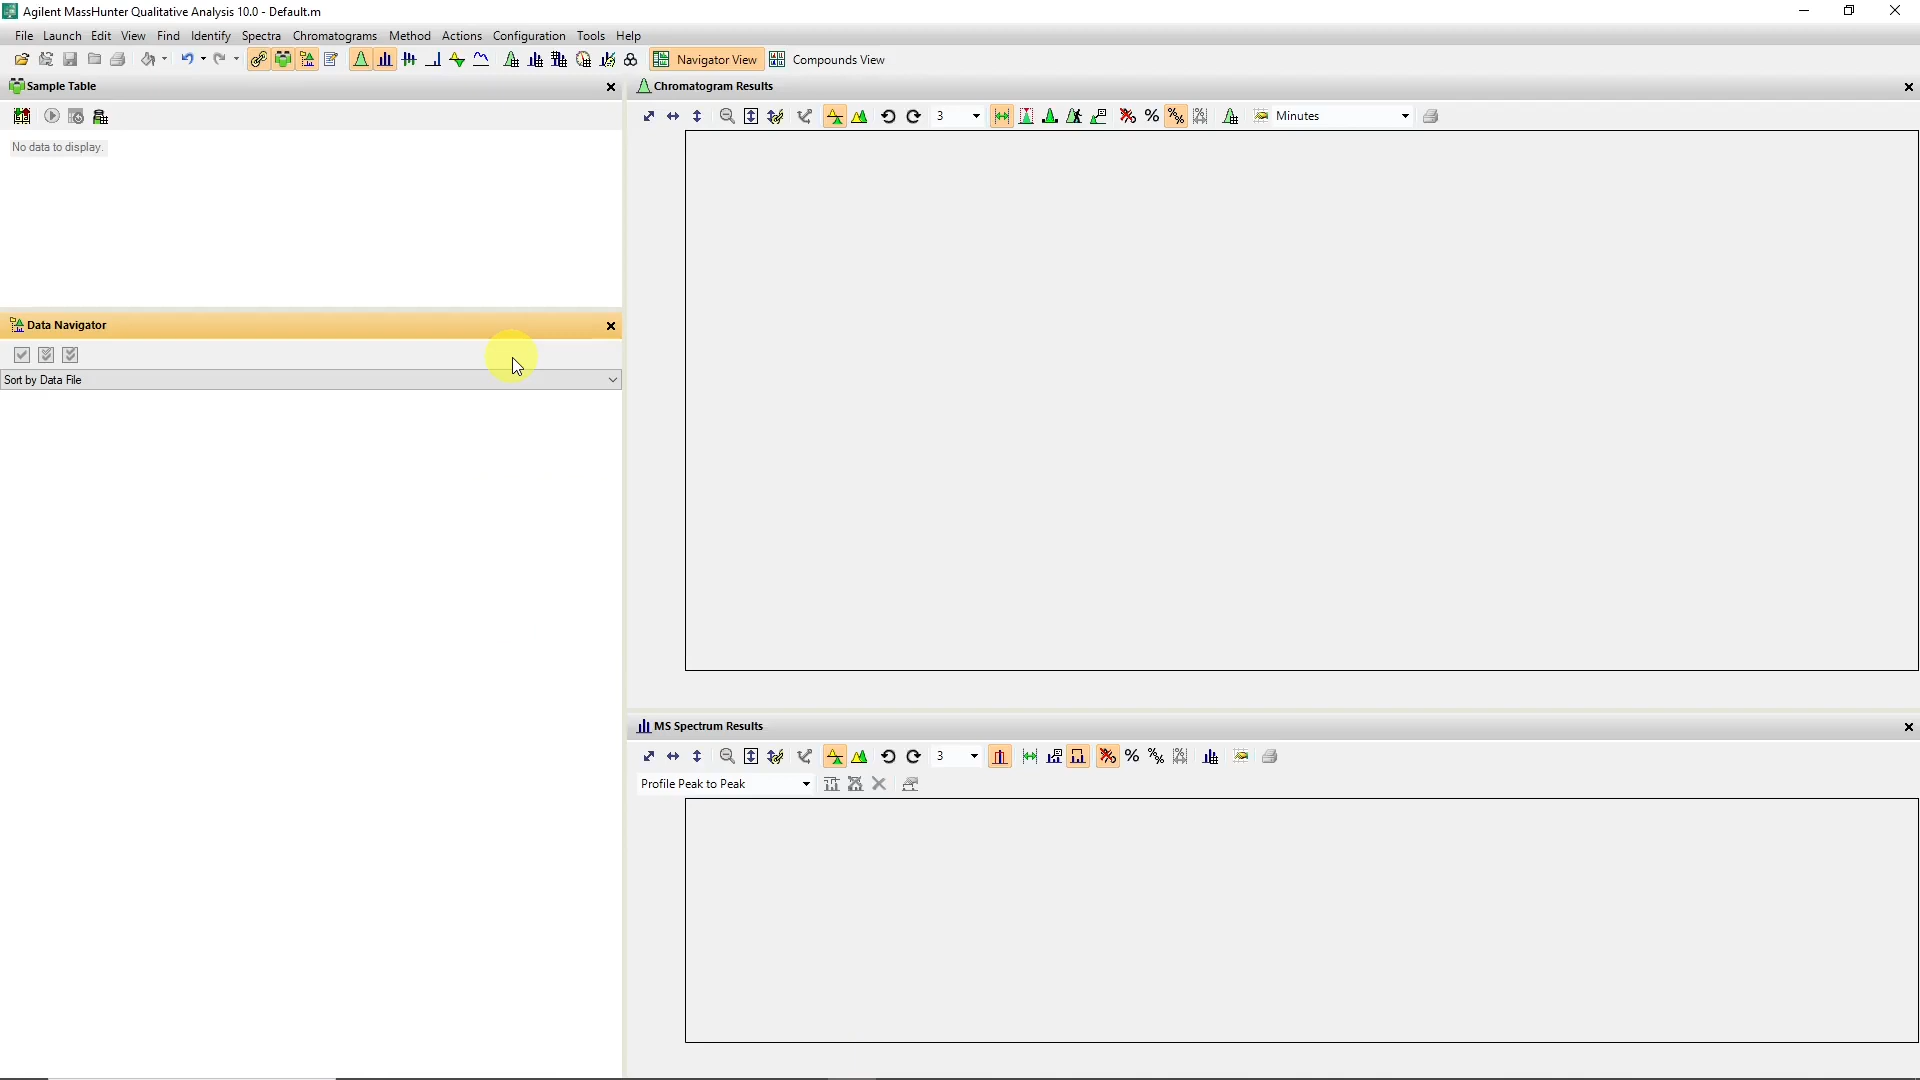 Agilent MassHunter Qualitative Analysis 10.0 - Default.m
File Launch Edit View Find Identify Spectra Chromatograms Method Actions Configuration Tools Help
Navigator View Compounds View
Sample Table
No data to display.
Data Navigator
Sort by Data File
Chromatogram Results
3 Minutes
MS Spectrum Results
3
Profile Peak to Peak